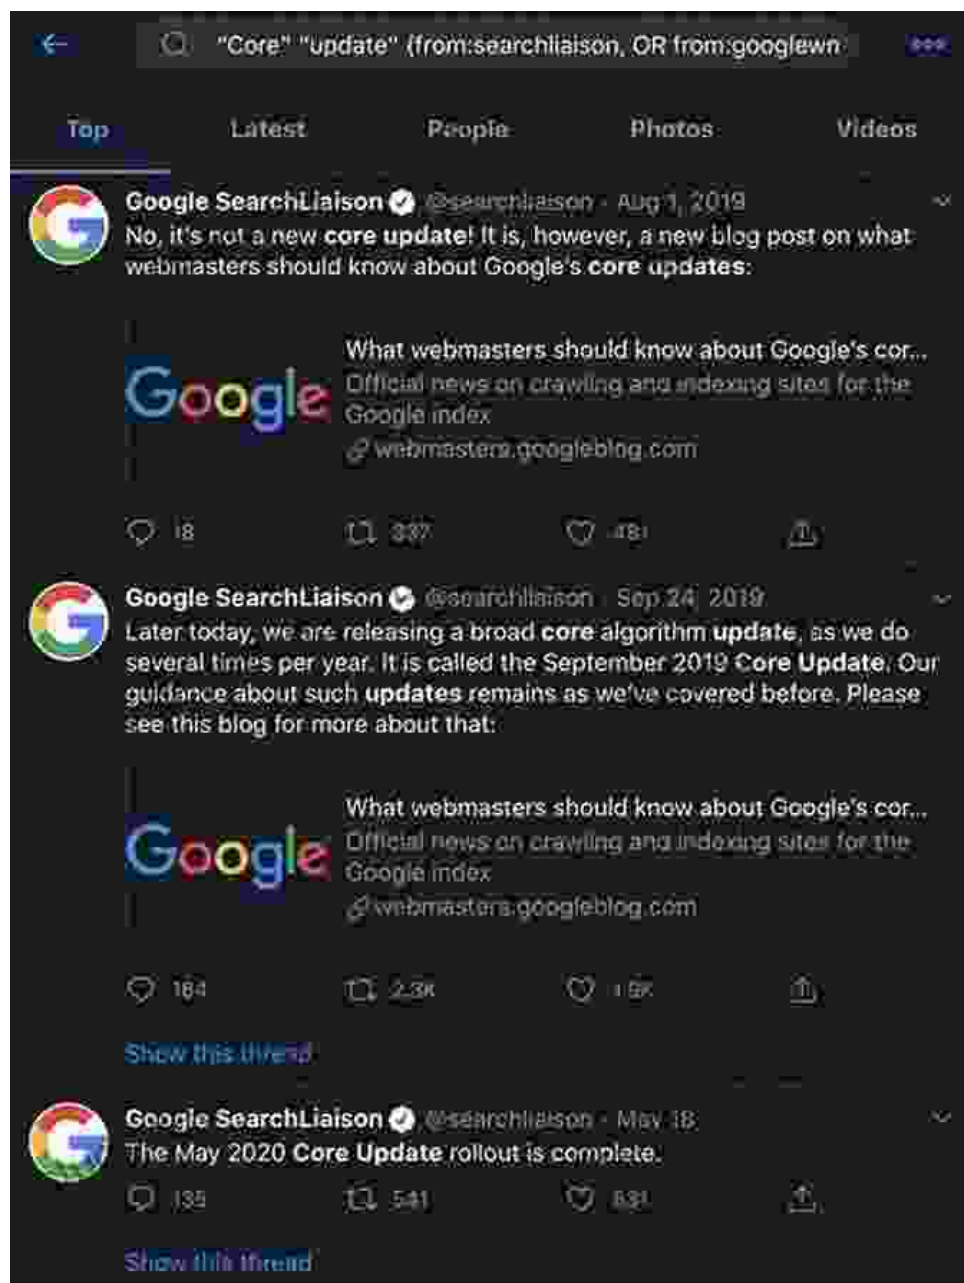 "Core" "update" (from:searchliaison, OR from:googlewn
Top Latest People Photos Videos
Google SearchLiaison @searchliaison · Aug 1, 2019
No, it's not a new core update! It is, however, a new blog post on what
webmasters should know about Google's core updates:
Google
What webmasters should know about Google's cor...
Official news on crawling and indexing sites for the
Google index
webmasters.googleblog.com
18 337 481
Google SearchLiaison @searchliaison · Sep 24, 2019
Later today, we are releasing a broad core algorithm update, as we do
several times per year. It is called the September 2019 Core Update. Our
guidance about such updates remains as we've covered before. Please
see this blog for more about that:
Google
What webmasters should know about Google's cor...
Official news on crawling and indexing sites for the
Google index
webmasters.googleblog.com
184 2.3K
Show this thread
Google SearchLiaison @searchliaison · May 18
The May 2020 Core Update rollout is complete.
135 541
Show this thread